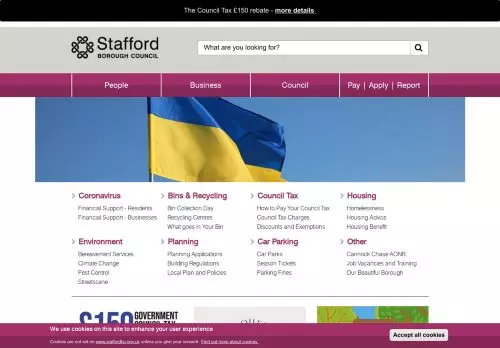 The Council Tax £150 rebate - more details
Stafford
BOROUGH COUNCIL
What are you looking for?
People
Business
Council
Pay | Apply | Report
Coronavirus
Financial Support - Residents
Financial Support - Businesses
Bins & Recycling
Bin Collection Day
Recycling Centres
What goes in Your Bin
Council Tax
How to Pay Your Council Tax
Council Tax Charges
Discounts and Exemptions
Housing
Homelessness
Housing Advice
Housing Benefit
Environment
Bereavement Services
Climate Change
Pest Control
Streetscene
Planning
Planning Applications
Building Regulations
Local Plan and Policies
Car Parking
Car Parks
Season Tickets
Parking Fines
Other
Cannock Chase AONB
Job Vacancies and Training
Our Beautiful Borough
£150 GOVERNMENT
COUNCIL TAX
We use cookies on this site to enhance your user experience
Cookies are not set on www.staffordbc.gov.uk unless you give your consent. Find out more about cookies.
Accept all cookies